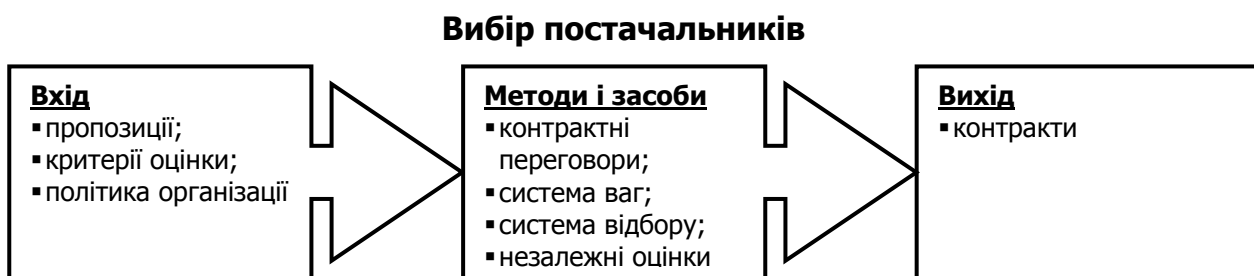 Вибір постачальників
Вхід
▪пропозиції;
▪критерії оцінки;
▪політика організації
Методи і засоби
▪контрактні
переговори;
▪система ваг;
▪система відбору;
▪незалежні оцінки
Вихід
▪контракти